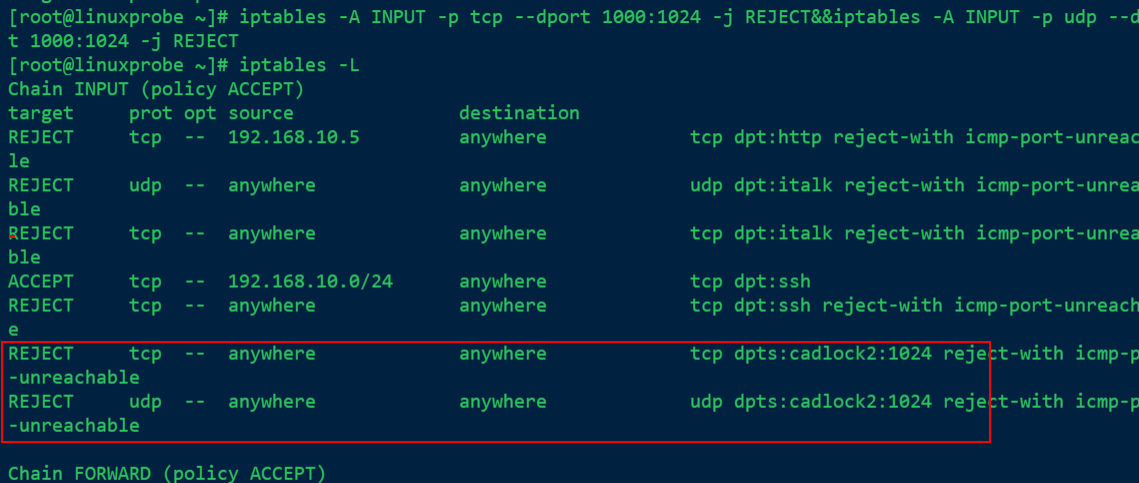 [root@linuxprobe ~]# iptables -A INPUT -p tcp --dport 1000:1024 -j REJECT&&iptables -A INPUT -p udp --d
t 1000:1024 -j REJECT
[root@linuxprobe ~]# iptables -L
Chain INPUT (policy ACCEPT)
target     prot opt source               destination
REJECT     tcp  --  192.168.10.5         anywhere             tcp dpt:http reject-with icmp-port-unreac
le
REJECT     udp  --  anywhere             anywhere             udp dpt:italk reject-with icmp-port-unrea
ble
REJECT     tcp  --  anywhere             anywhere             tcp dpt:italk reject-with icmp-port-unrea
ble
ACCEPT     tcp  --  192.168.10.0/24      anywhere             tcp dpt:ssh
REJECT     tcp  --  anywhere             anywhere             tcp dpt:ssh reject-with icmp-port-unreach
e
REJECT     tcp  --  anywhere             anywhere             tcp dpts:cadlock2:1024 reject-with icmp-p
-unreachable
REJECT     udp  --  anywhere             anywhere             udp dpts:cadlock2:1024 reject-with icmp-p
-unreachable
Chain FORWARD (policy ACCEPT)